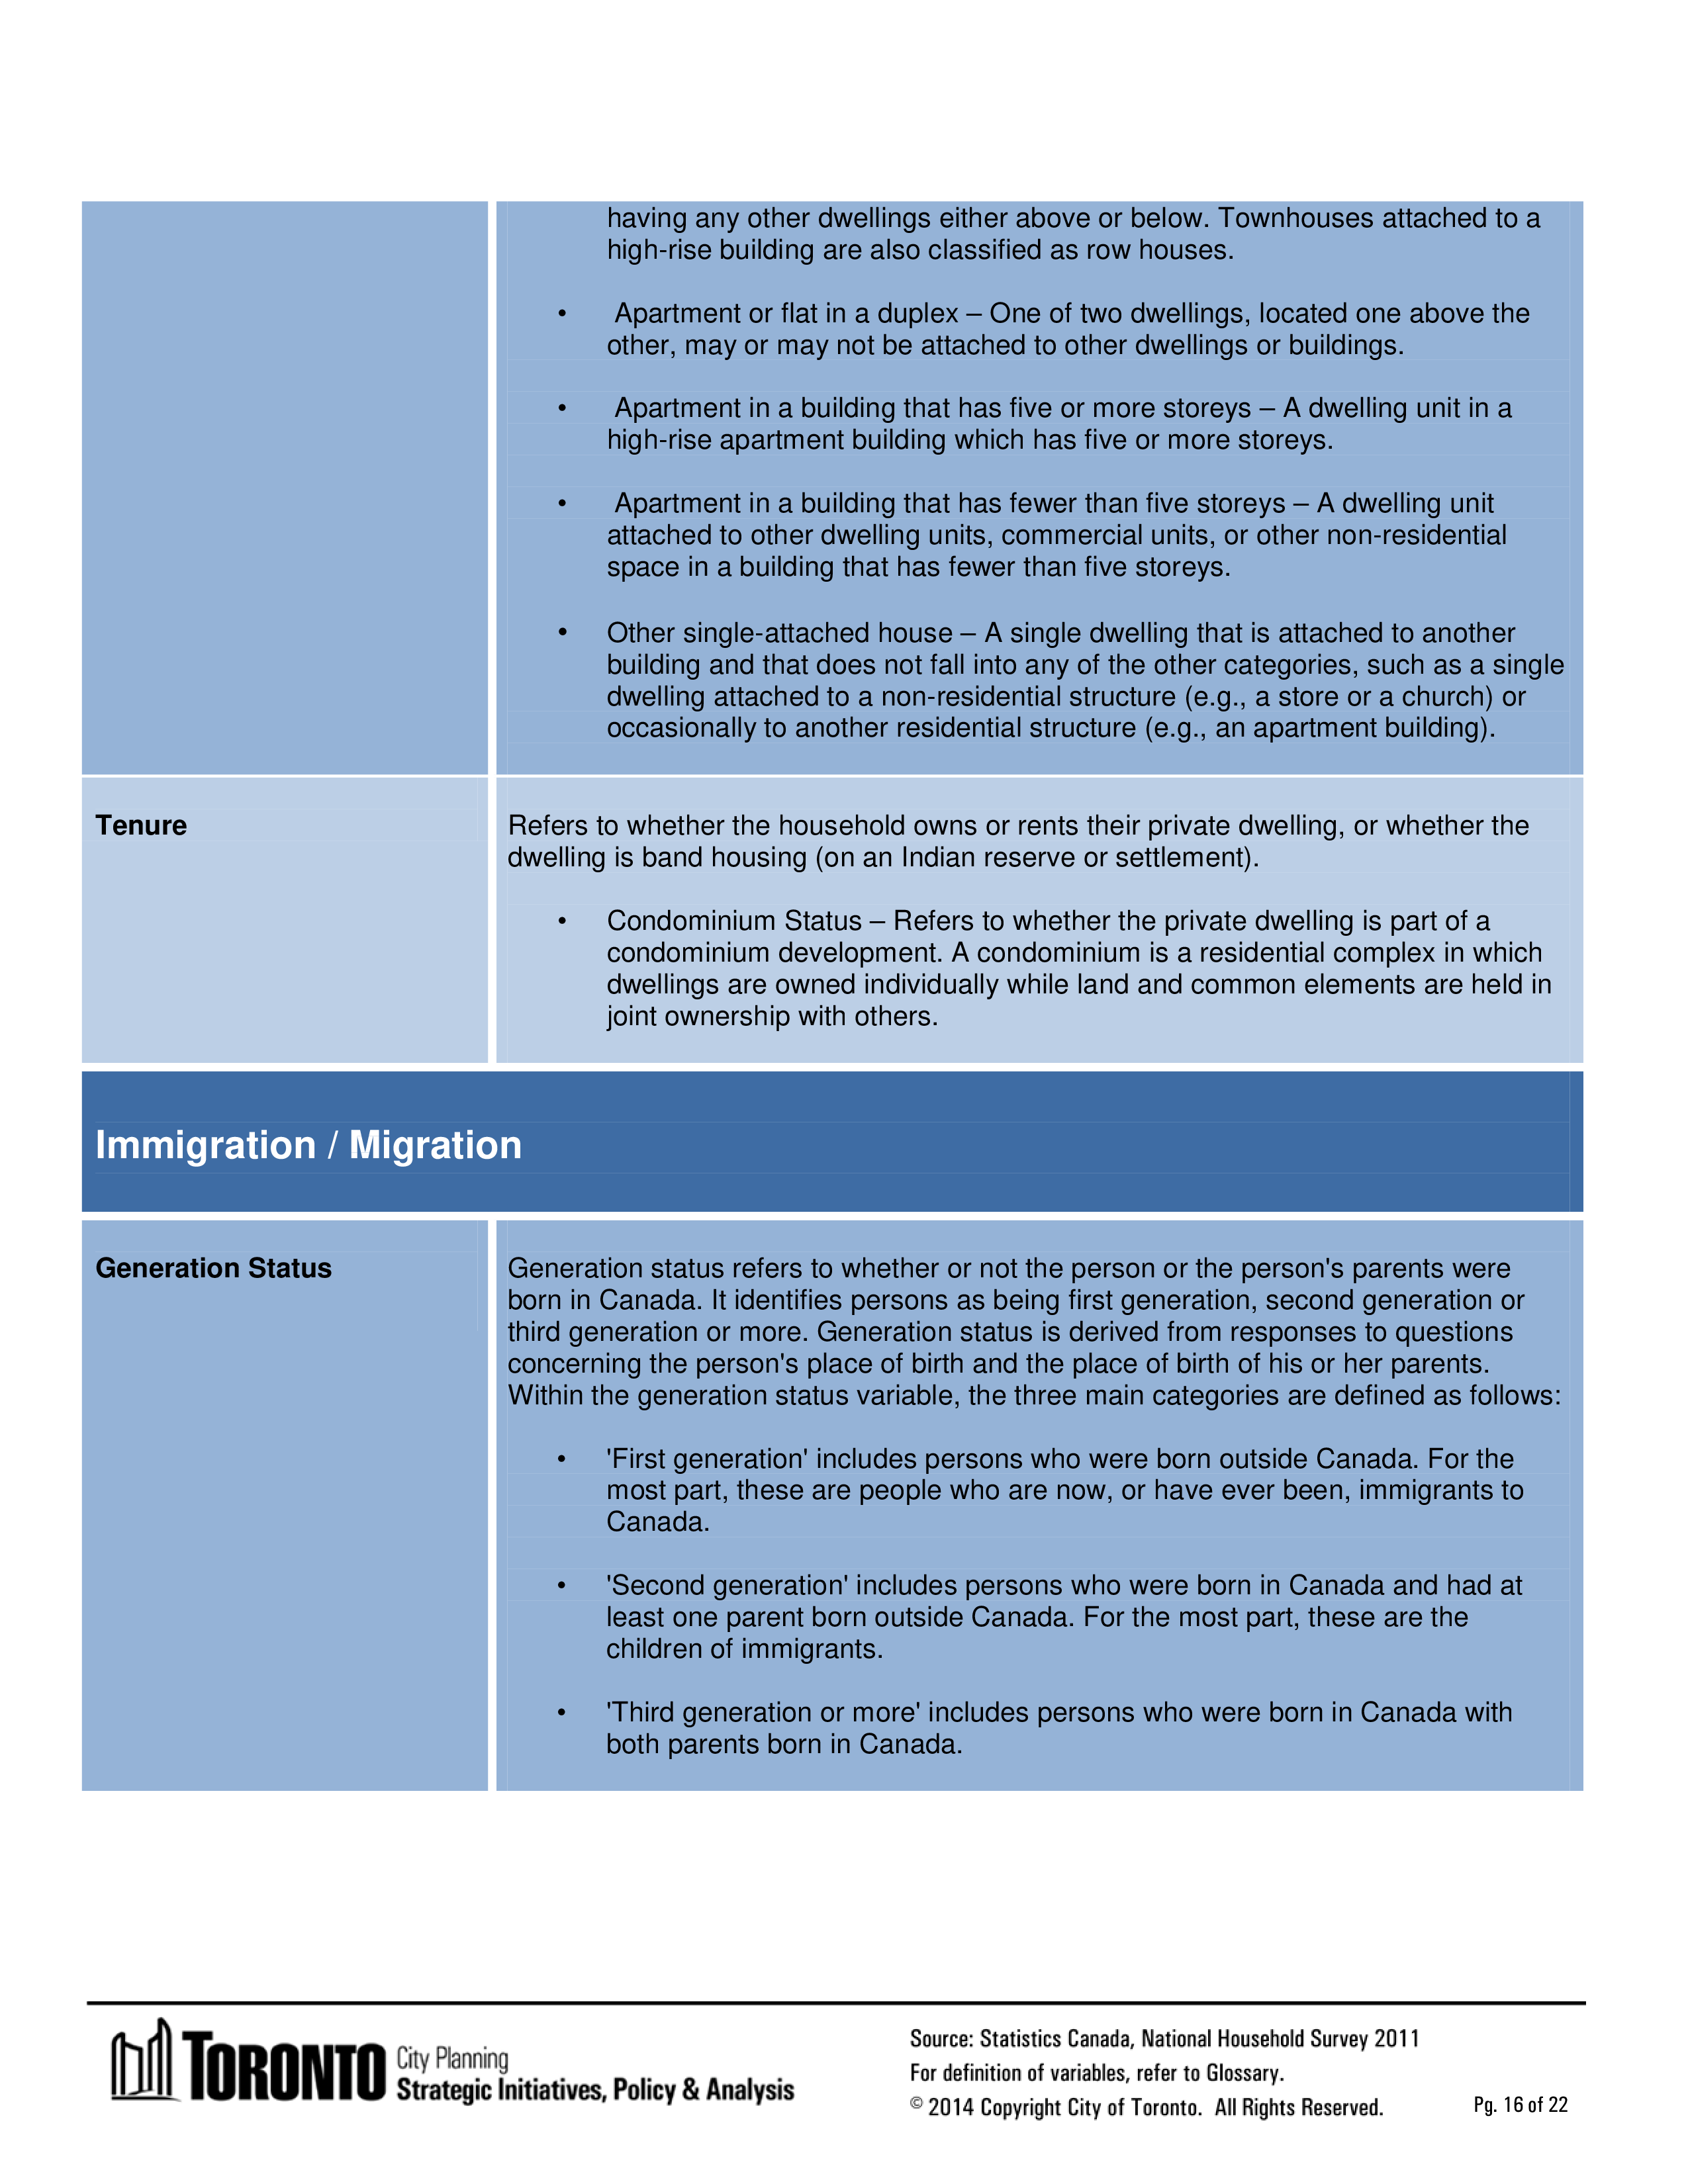 having any other dwellings either above or below. Townhouses attached to a
high-rise building are also classified as row houses.
• Apartment or flat in a duplex – One of two dwellings, located one above the
other, may or may not be attached to other dwellings or buildings.
• Apartment in a building that has five or more storeys – A dwelling unit in a
high-rise apartment building which has five or more storeys.
• Apartment in a building that has fewer than five storeys – A dwelling unit
attached to other dwelling units, commercial units, or other non-residential
space in a building that has fewer than five storeys.
• Other single-attached house – A single dwelling that is attached to another
building and that does not fall into any of the other categories, such as a single
dwelling attached to a non-residential structure (e.g., a store or a church) or
occasionally to another residential structure (e.g., an apartment building).
Tenure
Refers to whether the household owns or rents their private dwelling, or whether the
dwelling is band housing (on an Indian reserve or settlement).
• Condominium Status – Refers to whether the private dwelling is part of a
condominium development. A condominium is a residential complex in which
dwellings are owned individually while land and common elements are held in
joint ownership with others.
Immigration / Migration
Generation Status
Generation status refers to whether or not the person or the person's parents were
born in Canada. It identifies persons as being first generation, second generation or
third generation or more. Generation status is derived from responses to questions
concerning the person's place of birth and the place of birth of his or her parents.
Within the generation status variable, the three main categories are defined as follows:
• 'First generation' includes persons who were born outside Canada. For the
most part, these are people who are now, or have ever been, immigrants to
Canada.
• 'Second generation' includes persons who were born in Canada and had at
least one parent born outside Canada. For the most part, these are the
children of immigrants.
• 'Third generation or more' includes persons who were born in Canada with
both parents born in Canada.
TORONTO
City Planning
Strategic Initiatives, Policy & Analysis
Source: Statistics Canada, National Household Survey 2011
For definition of variables, refer to Glossary.
© 2014 Copyright City of Toronto. All Rights Reserved.
Pg. 16 of 22